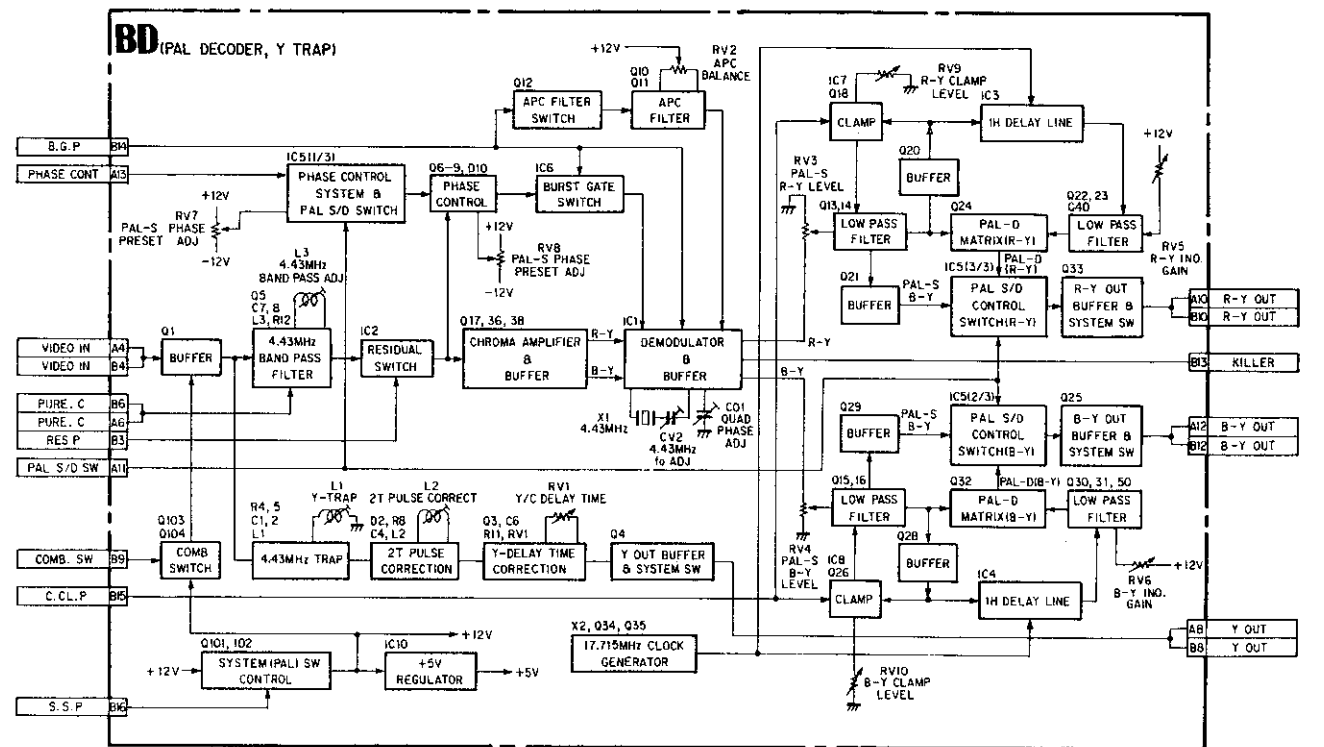 BD (PAL DECODER, Y TRAP)
B.G.P B14
PHASE CONT A13
VIDEO IN A4
VIDEO IN B4
PURE. C B6
PURE. C A6
RES P B3
PAL S/D SW A11
COMB. SW B9
C.CL.P B15
S.S.P B16
+12V
RV7
PAL-S PHASE
PRESET ADJ
-12V
IC5(1/3)
PHASE CONTROL
SYSTEM &
PAL S/D SWITCH
Q12
APC FILTER
SWITCH
+12V
RV2
APC
BALANCE
Q10
Q11
APC
FILTER
Q6-9, D10
PHASE
CONTROL
IC6
BURST GATE
SWITCH
+12V
RV8
PAL-S PHASE
PRESET ADJ
-12V
L3
4.43MHz
BAND PASS ADJ
Q1
BUFFER
Q5
C7, 8
L3, R12
4.43MHz
BAND PASS
FILTER
IC2
RESIDUAL
SWITCH
Q17, 36, 38
CHROMA AMPLIFIER
&
BUFFER
R-Y
B-Y
IC1
DEMODULATOR
&
BUFFER
R-Y
B-Y
X1
4.43MHz
CV2
4.43MHz
fo ADJ
CO1
QUAD
PHASE
ADJ
Q103
Q104
COMB
SWITCH
R4, 5
C1, 2
L1
4.43MHz TRAP
L1
Y-TRAP
D2, R8
C4, L2
2T PULSE
CORRECTION
L2
2T PULSE CORRECT
Q3, C6
R11, RV1
Y-DELAY TIME
CORRECTION
RV1
Y/C DELAY TIME
Q4
Y OUT BUFFER
& SYSTEM SW
+12V
Q101, 102
SYSTEM (PAL) SW
CONTROL
+12V
IC10
+5V
REGULATOR
+5V
X2, Q34, Q35
17.715MHz CLOCK
GENERATOR
IC7
Q18
CLAMP
RV9
R-Y CLAMP
LEVEL
IC3
1H DELAY LINE
RV3
PAL-S
R-Y LEVEL
Q20
BUFFER
+12V
Q13, 14
LOW PASS
FILTER
Q24
PAL-D
MATRIX(R-Y)
Q22, 23
Q40
LOW PASS
FILTER
RV5
R-Y INO.
GAIN
PAL-D
(R-Y)
Q21
BUFFER
PAL-S
B-Y
IC5(3/3)
PAL S/D
CONTROL
SWITCH(R-Y)
Q33
R-Y OUT
BUFFER &
SYSTEM SW
A10 R-Y OUT
B10 R-Y OUT
B13 KILLER
Q29
BUFFER
PAL-S
B-Y
IC5(2/3)
PAL S/D
CONTROL
SWITCH(B-Y)
Q25
B-Y OUT
BUFFER &
SYSTEM SW
A12 B-Y OUT
B12 B-Y OUT
PAL-D(B-Y)
Q15, 16
LOW PASS
FILTER
Q32
PAL-D
MATRIX(B-Y)
Q30, 31, 50
LOW PASS
FILTER
RV4
PAL-S
B-Y
LEVEL
Q28
BUFFER
IC8
Q26
CLAMP
IC4
1H DELAY LINE
RV6
B-Y INO.
GAIN
+12V
RV10
B-Y CLAMP
LEVEL
A8 Y OUT
B8 Y OUT